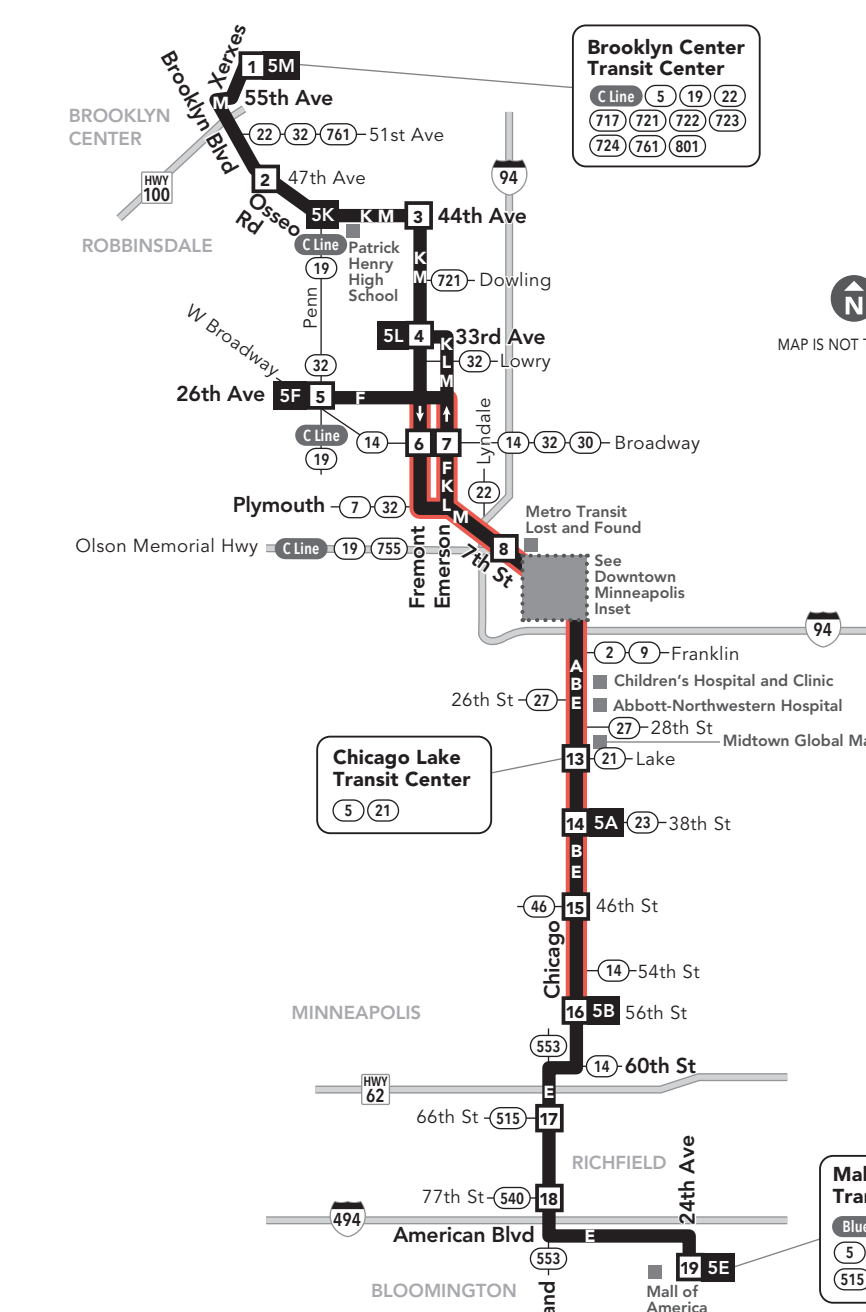 Xerxes
1 5M
Brooklyn Center
Transit Center
C Line 5 19 22
717 721 722 723
724 761 801
Brooklyn Blvd
M
55th Ave
BROOKLYN
CENTER
22 32 761 51st Ave
HWY
100
2 47th Ave
94
Osseo
Rd
5K K M 3 44th Ave
ROBBINSDALE
C Line
Patrick
Henry
High
School
19
K
M
721 Dowling
N
MAP IS NOT
Penn
W Broadway
5L 4 33rd Ave
K
L
M
32 Lowry
32
26th Ave 5F 5 F
C Line
19
14
6 7
Lyndale
14 32 30 Broadway
F
K
L
M
22
Plymouth 7 32
Metro Transit
Lost and Found
Olson Memorial Hwy C Line 19 755
Fremont
Emerson
7th St
8
See
Downtown
Minneapolis
Inset
94
2 9 Franklin
A
B
E
Children's Hospital and Clinic
26th St 27
Abbott-Northwestern Hospital
27 28th St
Midtown Global Ma
Chicago Lake
Transit Center
5 21
13 21 Lake
14 5A 23 38th St
B
E
46 15 46th St
Chicago
14 54th St
MINNEAPOLIS
16 5B 56th St
553
14 60th St
HWY
62
E
66th St 515 17
RICHFIELD
24th Ave
77th St 540 18
494
American Blvd
E
553
and
19 5E
BLOOMINGTON
Mall of
America
Mal
Tra
Blue
5
515